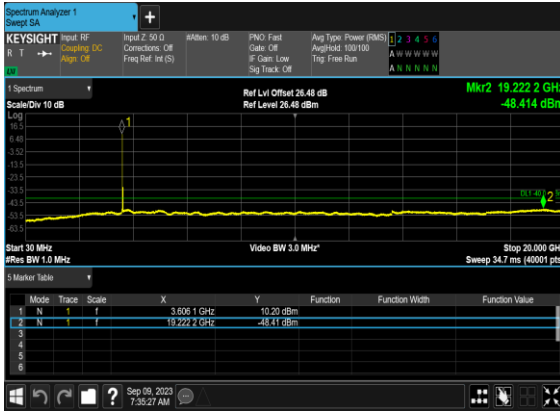 Spectrum Analyzer 1
Swept SA
+
KEYSIGHT Input: RF Input Z: 50 Ω #Atten: 10 dB PNO: Fast Avg Type: Power (RMS) 1 2 3 4 5 6
R T Coupling: DC Corrections: Off Gate: Off Avg|Hold: 100/100 A W W W W W
Align: Off Freq Ref: Int (S) IF Gain: Low Trig: Free Run
Sig Track: Off A N N N N N
1 Spectrum Ref Lvl Offset 26.48 dB Mkr2 19.222 2 GHz
Scale/Div 10 dB Ref Level 26.48 dBm -48.414 dBm
Log
1
16.5
6.48
-3.52
-13.5
-23.5
-33.5
2
-43.5
-53.5
-63.5
Start 30 MHz Video BW 3.0 MHz* Stop 20.000 GHz
#Res BW 1.0 MHz Sweep 34.7 ms (40001 pts)
5 Marker Table
Mode Trace Scale X Y Function Function Width Function Value
1 N 1 f 3.606 1 GHz 10.20 dBm
2 N 1 f 19.222 2 GHz -48.41 dBm
3
4
5
6
? Sep 09, 2023
7:35:27 AM